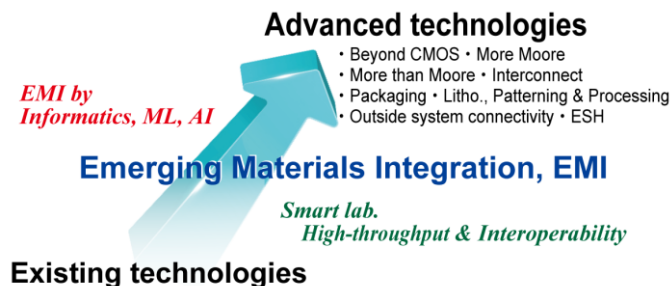 Advanced technologies
・Beyond CMOS・More Moore
・More than Moore・Interconnect
・Packaging・Litho., Patterning & Processing
・Outside system connectivity・ESH
EMI by
Informatics, ML, AI
Emerging Materials Integration, EMI
Smart lab.
High-throughput & Interoperability
Existing technologies